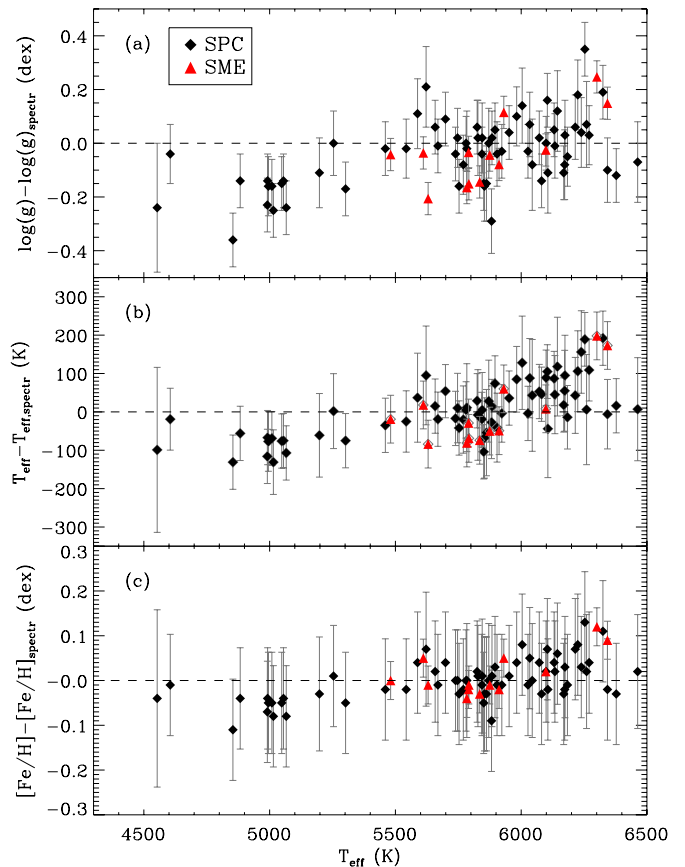 (a)
SPC
SME
0.4
0.2
0.0
−0.2
−0.4
log(g)−log(g)spectr (dex)
(b)
300
200
100
0
−100
−200
−300
Teff−Teff,spectr (K)
(c)
0.3
0.2
0.1
−0.0
−0.1
−0.2
−0.3
[Fe/H]−[Fe/H]spectr (dex)
4500 5000 5500 6000 6500
Teff (K)